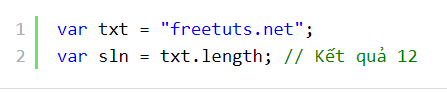 1 var txt = "freetuts.net";
2 var sln = txt.length; // Kết quả 12